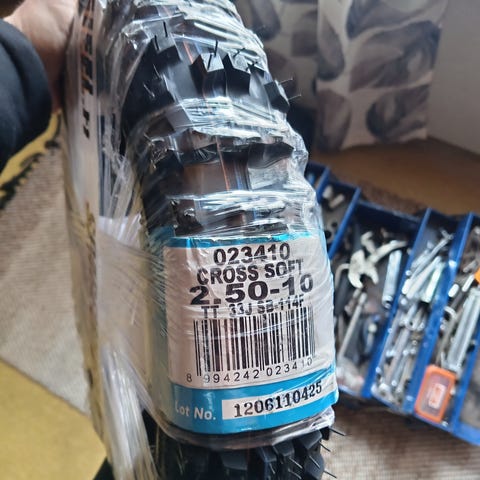 023410
CROSS SOFT
2.50-10
TT 33J SB-114F
8 994242 023410
Lot No. 1206110425